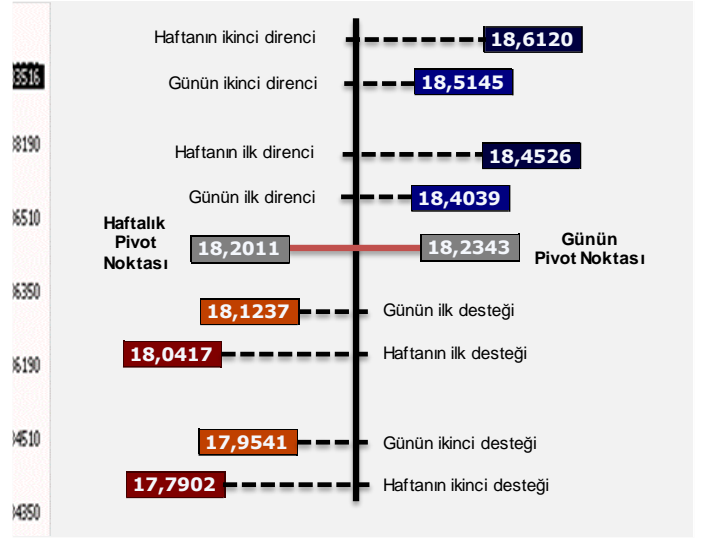 Haftanın ikinci direnci 18,6120
Günün ikinci direnci 18,5145
Haftanın ilk direnci 18,4526
Günün ilk direnci 18,4039
Haftalık
Pivot
Noktası
18,2011 18,2343
Günün
Pivot Noktası
18,1237 Günün ilk desteği
18,0417 Haftanın ilk desteği
17,9541 Günün ikinci desteği
17,7902 Haftanın ikinci desteği